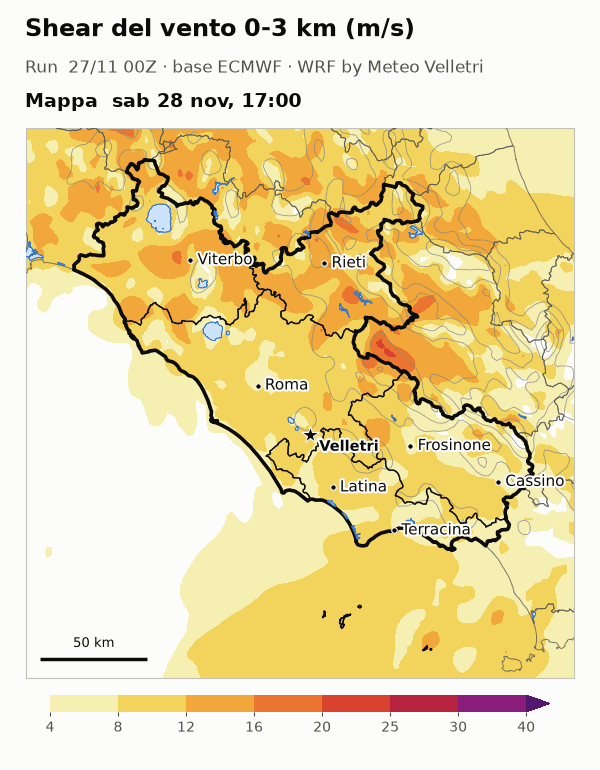 Shear del vento 0-3 km (m/s)
Run  27/11 00Z · base ECMWF · WRF by Meteo Velletri
Mappa  sab 28 nov, 17:00
Viterbo
Rieti
Roma
Velletri
Frosinone
Latina
Cassino
Terracina
50 km
4 8 12 16 20 25 30 40